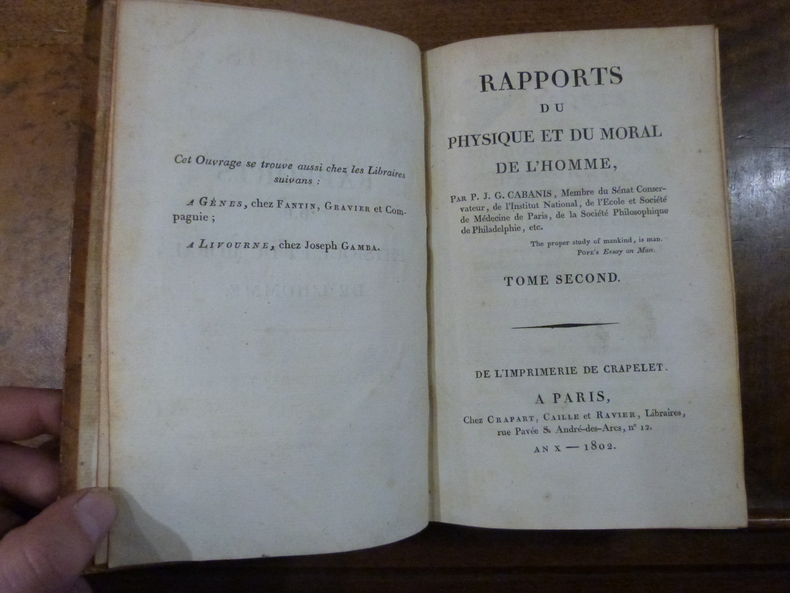 Cet Ouvrage se trouve aussi chez les Libraires
suivans :
A GÊNES, chez FANTIN, GRAVIER et Com-
pagnie ;
A LIVOURNE, chez Joseph GAMBA.
RAPPORTS
DU
PHYSIQUE ET DU MORAL
DE L'HOMME,
PAR P. J. G. CABANIS, Membre du Sénat Conser-
vateur, de l'Institut National, de l'Ecole et Société
de Médecine de Paris, de la Société Philosophique
de Philadelphie, etc.
The proper study of mankind, is man.
POPE's Essay on Man.
TOME SECOND.
DE L'IMPRIMERIE DE CRAPELET.
A PARIS,
Chez CRAPART, CAILLE et RAVIER, Libraires,
rue Pavée S. André-des-Arcs, n° 12.
AN X — 1802.